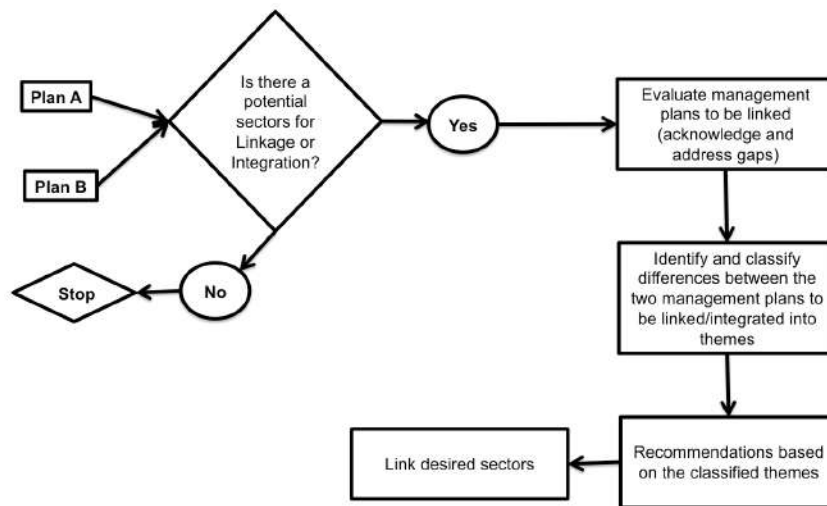 Plan A
Plan B
Is there a
potential
sectors for
Linkage or
Integration?
Yes
No
Stop
Evaluate management
plans to be linked
(acknowledge and
address gaps)
Identify and classify
differences between the
two management plans to
be linked/integrated into
themes
Recommendations based
on the classified themes
Link desired sectors